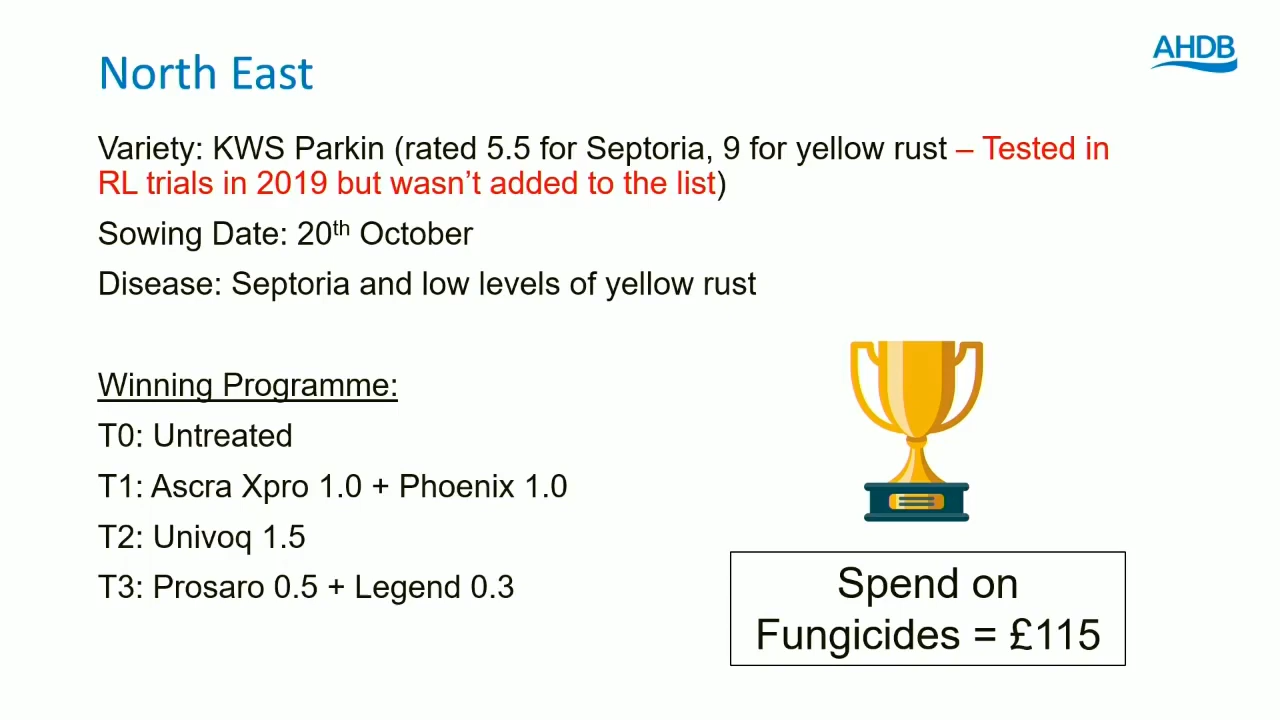 AHDB
North East
Variety: KWS Parkin (rated 5.5 for Septoria, 9 for yellow rust – Tested in
RL trials in 2019 but wasn’t added to the list)
Sowing Date: 20th October
Disease: Septoria and low levels of yellow rust
Winning Programme:
T0: Untreated
T1: Ascra Xpro 1.0 + Phoenix 1.0
T2: Univoq 1.5
T3: Prosaro 0.5 + Legend 0.3
Spend on
Fungicides = £115